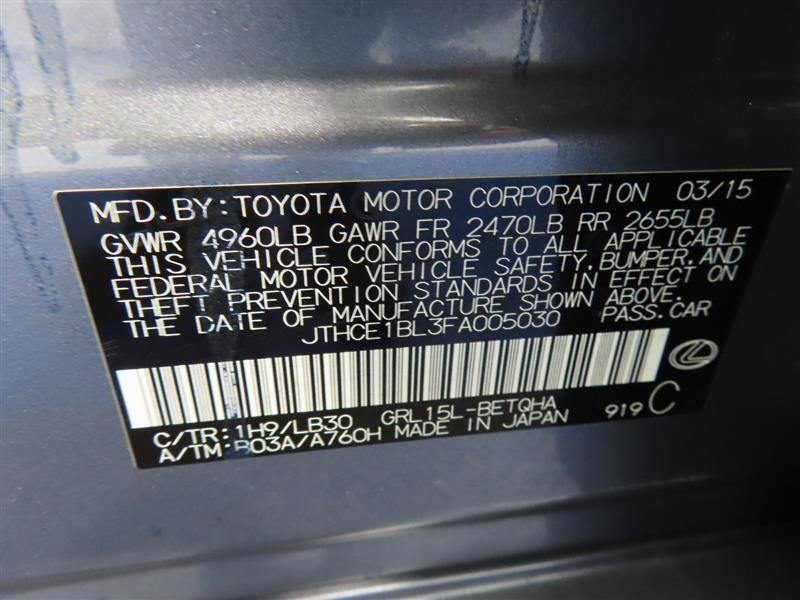 MFD. BY: TOYOTA MOTOR CORPORATION 03/15
GVWR 4960LB GAWR FR 2470LB RR 2655LB
THIS VEHICLE CONFORMS TO ALL APPLICABLE
FEDERAL MOTOR VEHICLE SAFETY, BUMPER, AND
THEFT PREVENTION STANDARDS IN EFFECT ON
THE DATE OF MANUFACTURE SHOWN ABOVE.
JTHCE1BL3FA005030 PASS. CAR
C/TR: 1H9/LB30 GRL15L-BETQHA 919 C
A/TM: B03A/A760H MADE IN JAPAN